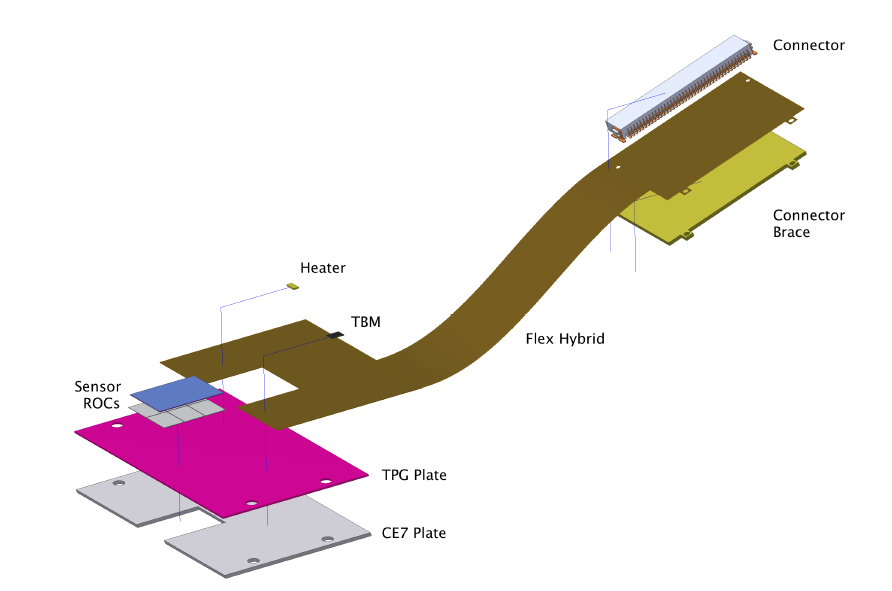 Connector
Connector
Brace
Heater
TBM
Flex Hybrid
Sensor
ROCs
TPG Plate
CE7 Plate